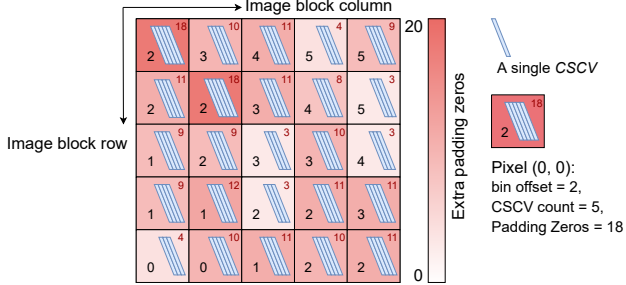 Image block column
Image block row
18 10 11 4 9
2 3 4 5 5
11 18 11 8 3
2 2 3 4 5
9 9 3 10 3
1 2 3 3 4
9 12 3 11 11
1 1 2 2 3
4 10 11 10 11
0 0 1 2 2
20
Extra padding zeros
0
A single CSCV
18
2
Pixel (0, 0):
bin offset = 2,
CSCV count = 5,
Padding Zeros = 18